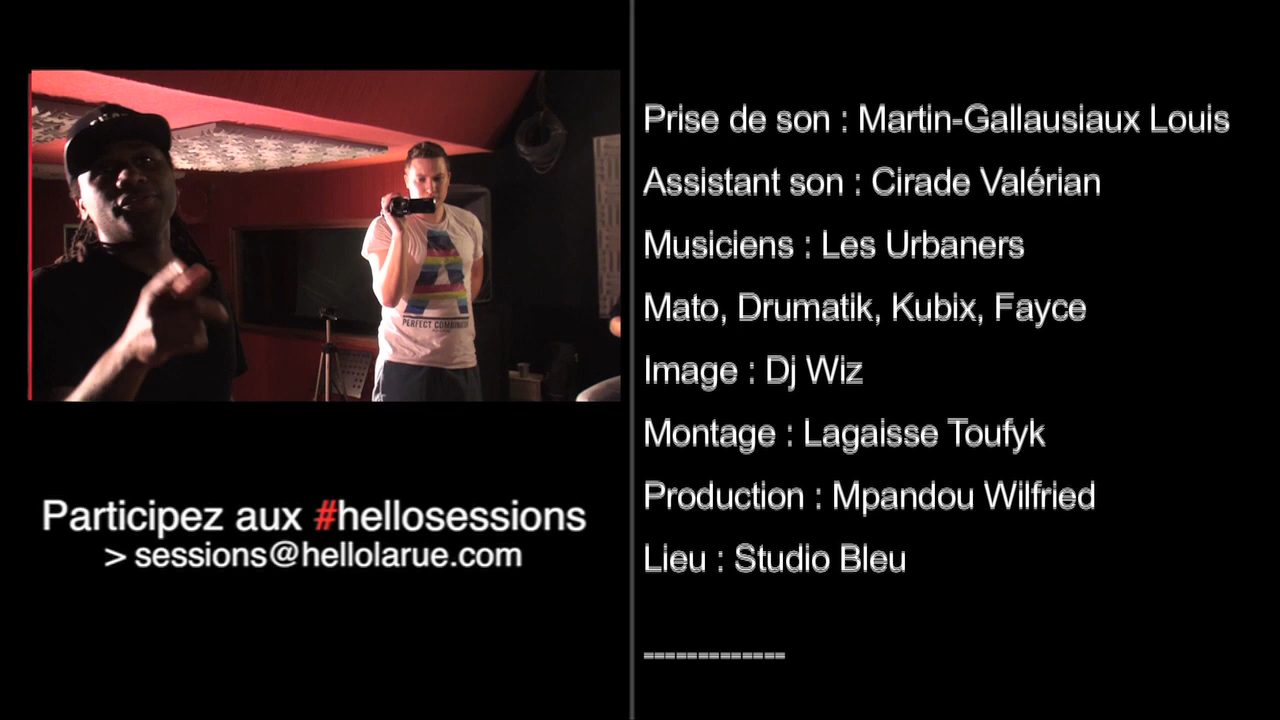 PERFECT COMBINATION
Participez aux #hellosessions
> sessions@hellolarue.com
Prise de son : Martin-Gallausiaux Louis
Assistant son : Cirade Valérian
Musiciens : Les Urbaners
Mato, Drumatik, Kubix, Fayce
Image : Dj Wiz
Montage : Lagaisse Toufyk
Production : Mpandou Wilfried
Lieu : Studio Bleu
-------------